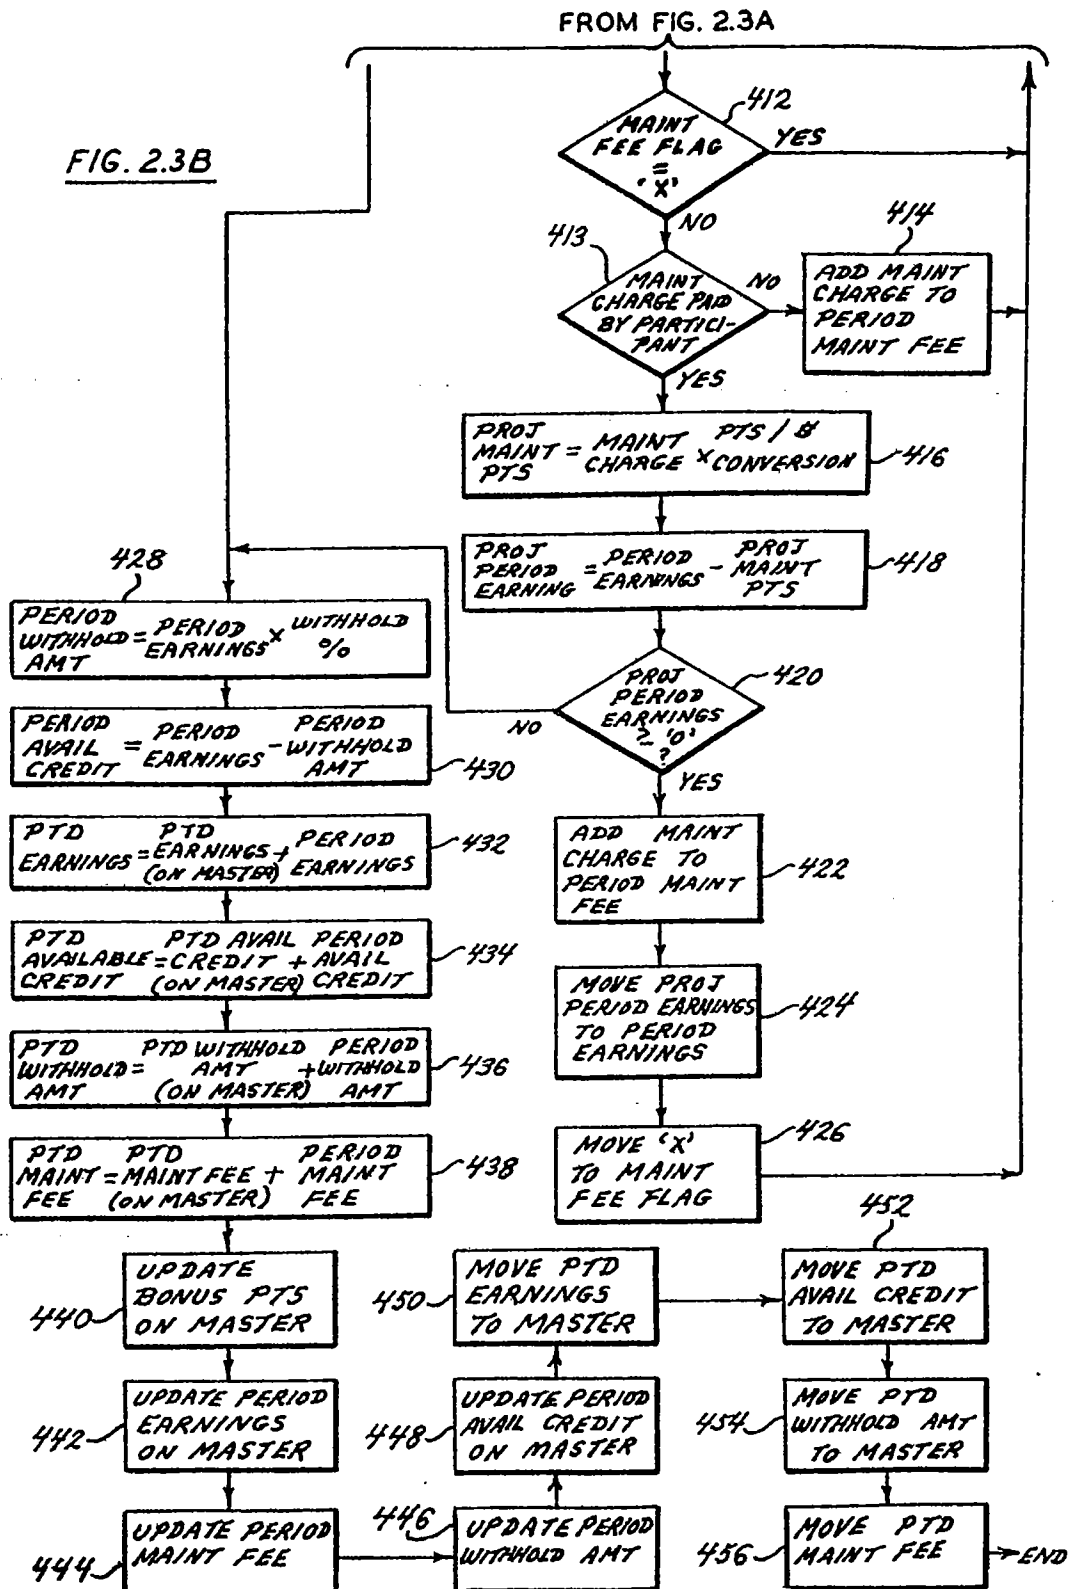 FROM FIG. 2.3A
FIG. 2.3B
412
MAINT
FEE FLAG
=
'X'
YES
NO
413
MAINT
CHARGE PAID
BY PARTICI-
PANT
NO
YES
414
ADD MAINT
CHARGE TO
PERIOD
MAINT FEE
PROJ MAINT PTS = MAINT CHARGE × PTS / $ CONVERSION
416
PROJ PERIOD EARNING = PERIOD EARNINGS - PROJ MAINT PTS
418
PROJ
PERIOD
EARNINGS
'0'
?
420
NO
YES
ADD MAINT
CHARGE TO
PERIOD MAINT
FEE
422
MOVE PROJ
PERIOD EARNINGS
TO PERIOD
EARNINGS
424
MOVE 'X'
TO MAINT
FEE FLAG
426
428
PERIOD WITHHOLD AMT = PERIOD EARNINGS × WITHHOLD %
PERIOD AVAIL CREDIT = PERIOD EARNINGS - PERIOD WITHHOLD AMT
430
PTD EARNINGS = PTD EARNINGS (ON MASTER) + PERIOD EARNINGS
432
PTD AVAILABLE CREDIT = PTD AVAIL CREDIT (ON MASTER) + PERIOD AVAIL CREDIT
434
PTD WITHHOLD AMT = PTD WITHHOLD AMT (ON MASTER) + PERIOD WITHHOLD AMT
436
PTD MAINT FEE = PTD MAINT FEE (ON MASTER) + PERIOD MAINT FEE
438
UPDATE
BONUS PTS
ON MASTER
440
UPDATE PERIOD
EARNINGS
ON MASTER
442
UPDATE PERIOD
MAINT FEE
444
UPDATE PERIOD
WITHHOLD AMT
446
UPDATE PERIOD
AVAIL CREDIT
ON MASTER
448
MOVE PTD
EARNINGS
TO MASTER
450
452
MOVE PTD
AVAIL CREDIT
TO MASTER
MOVE PTD
WITHHOLD AMT
TO MASTER
454
MOVE PTD
MAINT FEE
456
END